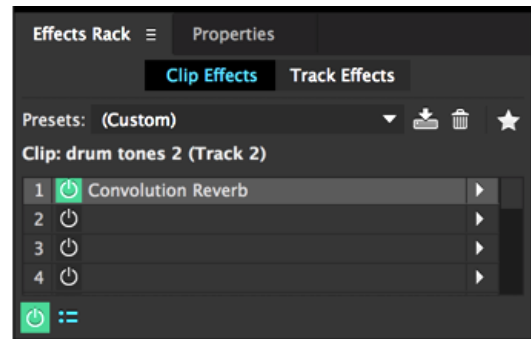 Effects Rack Properties
Clip Effects Track Effects
Presets: (Custom)
Clip: drum tones 2 (Track 2)
1 Convolution Reverb
2
3
4